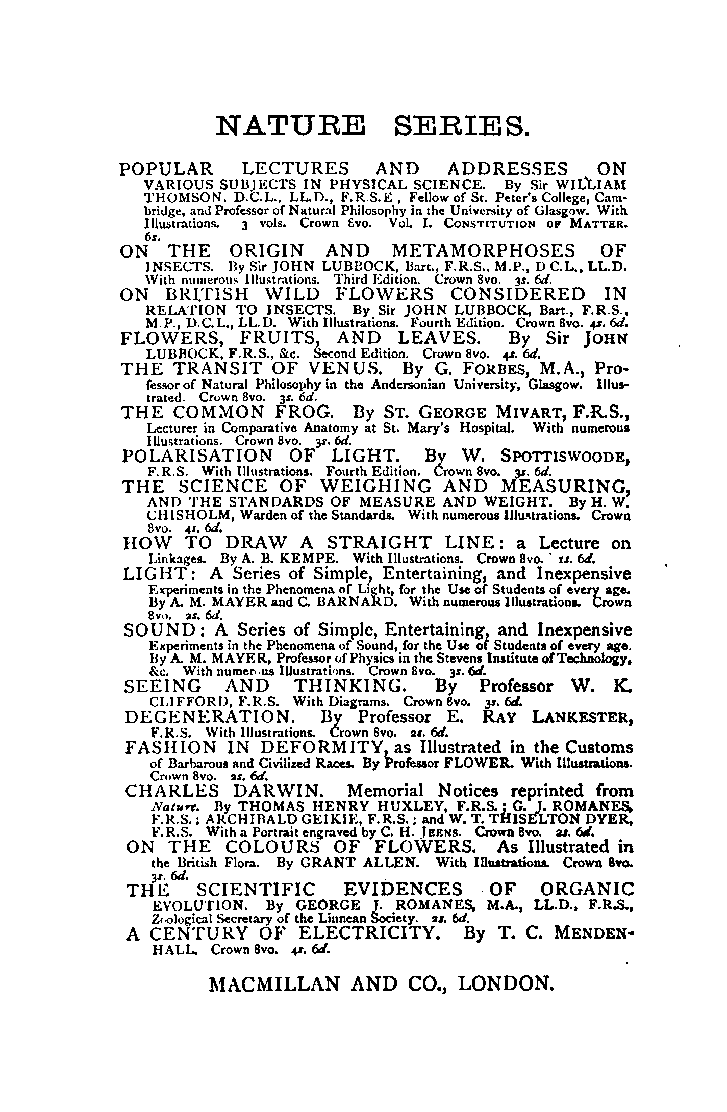 NATURE SERIES.
POPULAR LECTURES AND ADDRESSES ON
VARIOUS SUBJECTS IN PHYSICAL SCIENCE. By Sir WILLIAM
THOMSON, D.C.L., LL.D., F.R.S.E, Fellow of St. Peter's College, Cam-
bridge, and Professor of Natural Philosophy in the University of Glasgow. With
Illustrations. 3 vols. Crown 8vo. Vol. I. CONSTITUTION OF MATTER.
6s.
ON THE ORIGIN AND METAMORPHOSES OF
INSECTS. By Sir JOHN LUBBOCK, Bart., F.R.S., M.P., D C.L., LL.D.
With numerous Illustrations. Third Edition. Crown 8vo. 3s. 6d.
ON BRITISH WILD FLOWERS CONSIDERED IN
RELATION TO INSECTS. By Sir JOHN LUBBOCK, Bart., F.R.S.,
M.P., D.C.L., LL.D. With Illustrations. Fourth Edition. Crown 8vo. 4s. 6d.
FLOWERS, FRUITS, AND LEAVES. By Sir JOHN
LUBBOCK, F.R.S., &c. Second Edition. Crown 8vo. 4s. 6d.
THE TRANSIT OF VENUS. By G. FORBES, M.A., Pro-
fessor of Natural Philosophy in the Andersonian University, Glasgow. Illus-
trated. Crown 8vo. 3s. 6d.
THE COMMON FROG. By ST. GEORGE MIVART, F.R.S.,
Lecturer in Comparative Anatomy at St. Mary's Hospital. With numerous
Illustrations. Crown 8vo. 3s. 6d.
POLARISATION OF LIGHT. By W. SPOTTISWOODE,
F.R.S. With Illustrations. Fourth Edition. Crown 8vo. 3s. 6d.
THE SCIENCE OF WEIGHING AND MEASURING,
AND THE STANDARDS OF MEASURE AND WEIGHT. By H. W.
CHISHOLM, Warden of the Standards. With numerous Illustrations. Crown
8vo. 4s. 6d.
HOW TO DRAW A STRAIGHT LINE: a Lecture on
Linkages. By A. B. KEMPE. With Illustrations. Crown 8vo. 1s. 6d.
LIGHT: A Series of Simple, Entertaining, and Inexpensive
Experiments in the Phenomena of Light, for the Use of Students of every age.
By A. M. MAYER and C. BARNARD. With numerous Illustrations. Crown
8vo. 2s. 6d.
SOUND: A Series of Simple, Entertaining, and Inexpensive
Experiments in the Phenomena of Sound, for the Use of Students of every age.
By A. M. MAYER, Professor of Physics in the Stevens Institute of Technology,
&c. With numerous Illustrations. Crown 8vo. 3s. 6d.
SEEING AND THINKING. By Professor W. K.
CLIFFORD, F.R.S. With Diagrams. Crown 8vo. 3s. 6d.
DEGENERATION. By Professor E. RAY LANKESTER,
F.R.S. With Illustrations. Crown 8vo. 2s. 6d.
FASHION IN DEFORMITY, as Illustrated in the Customs
of Barbarous and Civilized Races. By Professor FLOWER. With Illustrations.
Crown 8vo. 2s. 6d.
CHARLES DARWIN. Memorial Notices reprinted from
Nature. By THOMAS HENRY HUXLEY, F.R.S.; G. J. ROMANES,
F.R.S.; ARCHIBALD GEIKIE, F.R.S.; and W. T. THISELTON DYER,
F.R.S. With a Portrait engraved by C. H. JEENS. Crown 8vo. 2s. 6d.
ON THE COLOURS OF FLOWERS. As Illustrated in
the British Flora. By GRANT ALLEN. With Illustrations. Crown 8vo.
3s. 6d.
THE SCIENTIFIC EVIDENCES OF ORGANIC
EVOLUTION. By GEORGE J. ROMANES, M.A., LL.D., F.R.S.,
Zoological Secretary of the Linnean Society. 2s. 6d.
A CENTURY OF ELECTRICITY. By T. C. MENDEN-
HALL. Crown 8vo. 4s. 6d.
MACMILLAN AND CO., LONDON.